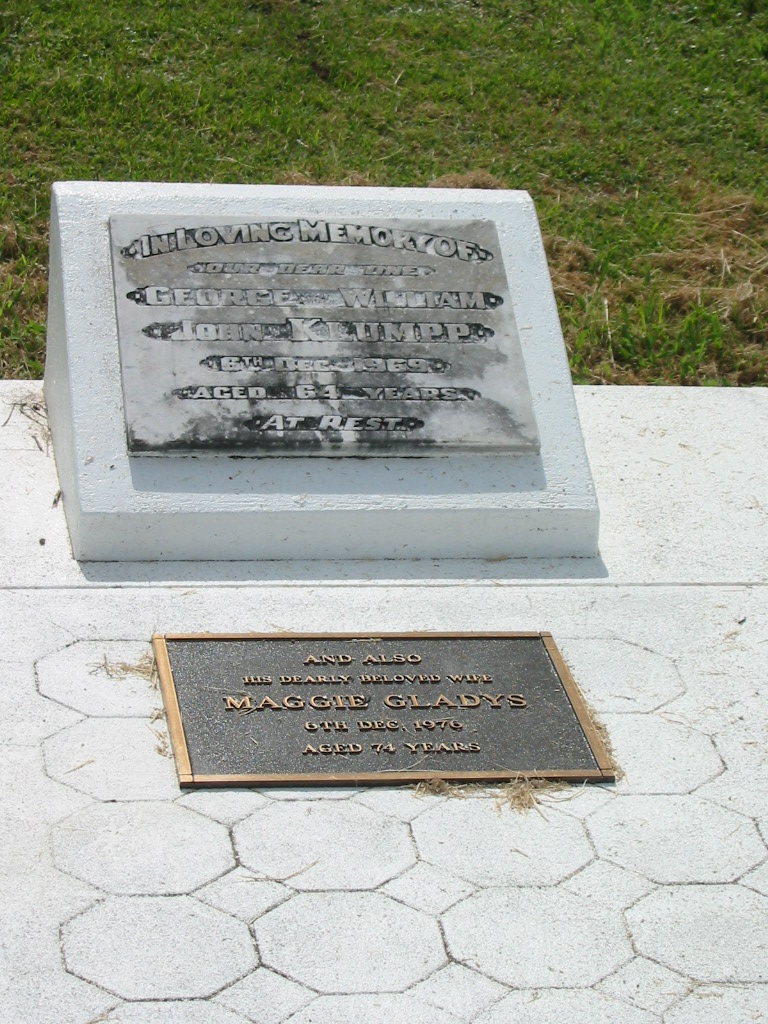 IN LOVING MEMORY OF
OUR DEAR ONE
GEORGE WILLIAM
JOHN KLUMPP
6TH DEC. 1969.
AGED 64 YEARS.
AT REST.
AND ALSO
HIS DEARLY BELOVED WIFE
MAGGIE GLADYS
6TH DEC. 1976
AGED 74 YEARS